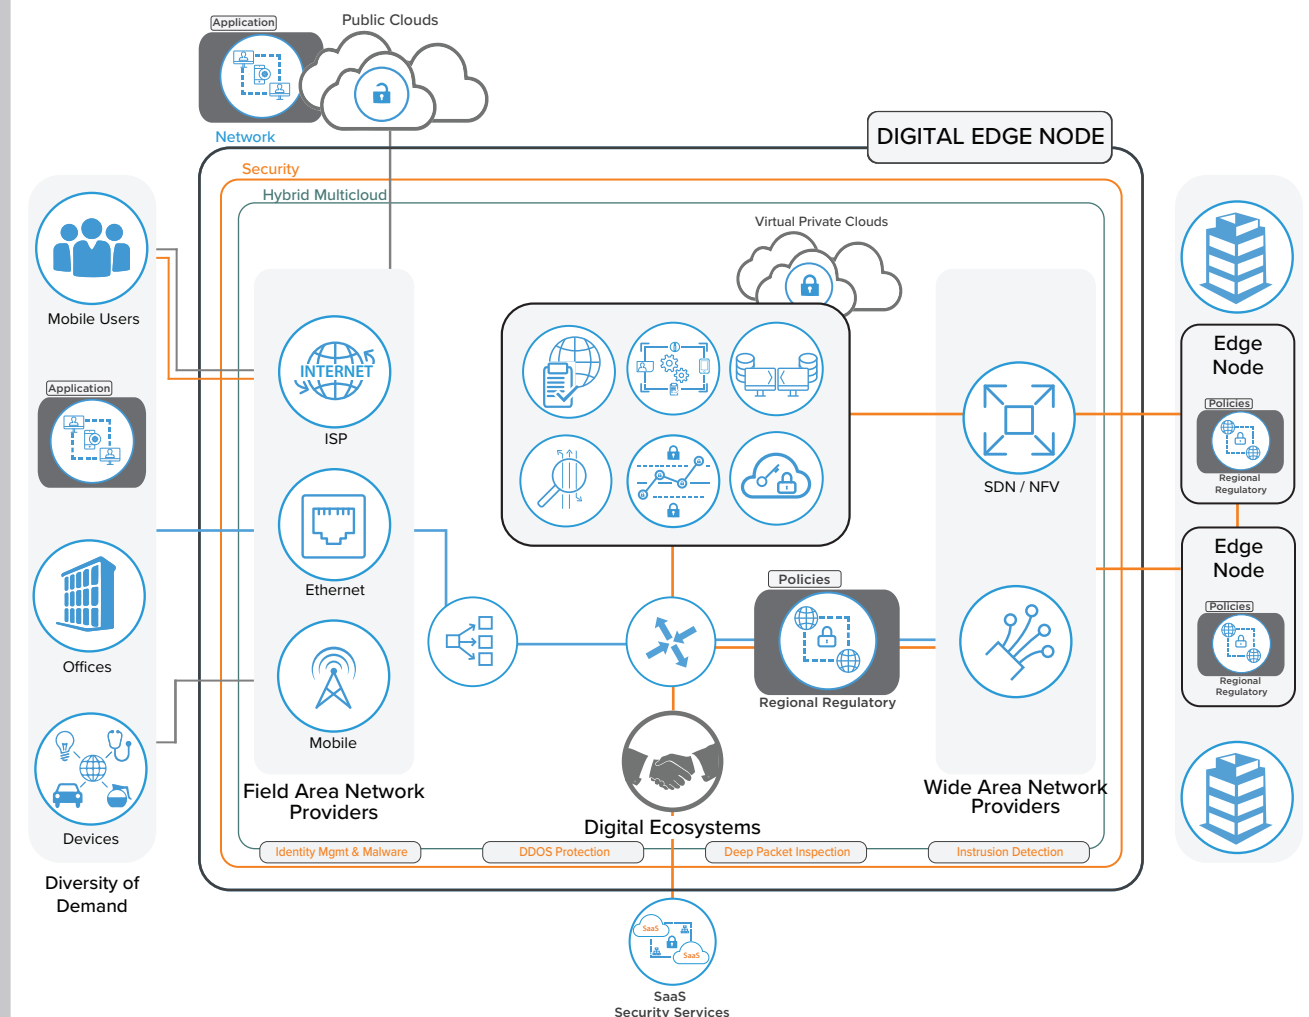 Application
Public Clouds
Network
DIGITAL EDGE NODE
Security
Hybrid Multicloud
Virtual Private Clouds
Mobile Users
INTERNET
ISP
Application
Ethernet
Offices
Mobile
Devices
Diversity of
Demand
Field Area Network
Providers
Policies
Regional Regulatory
Digital Ecosystems
SDN / NFV
Wide Area Network
Providers
Edge
Node
Policies
Regional
Regulatory
Edge
Node
Policies
Regional
Regulatory
Identity Mgmt & Malware
DDOS Protection
Deep Packet Inspection
Instrusion Detection
SaaS
SaaS
SaaS
Security Services